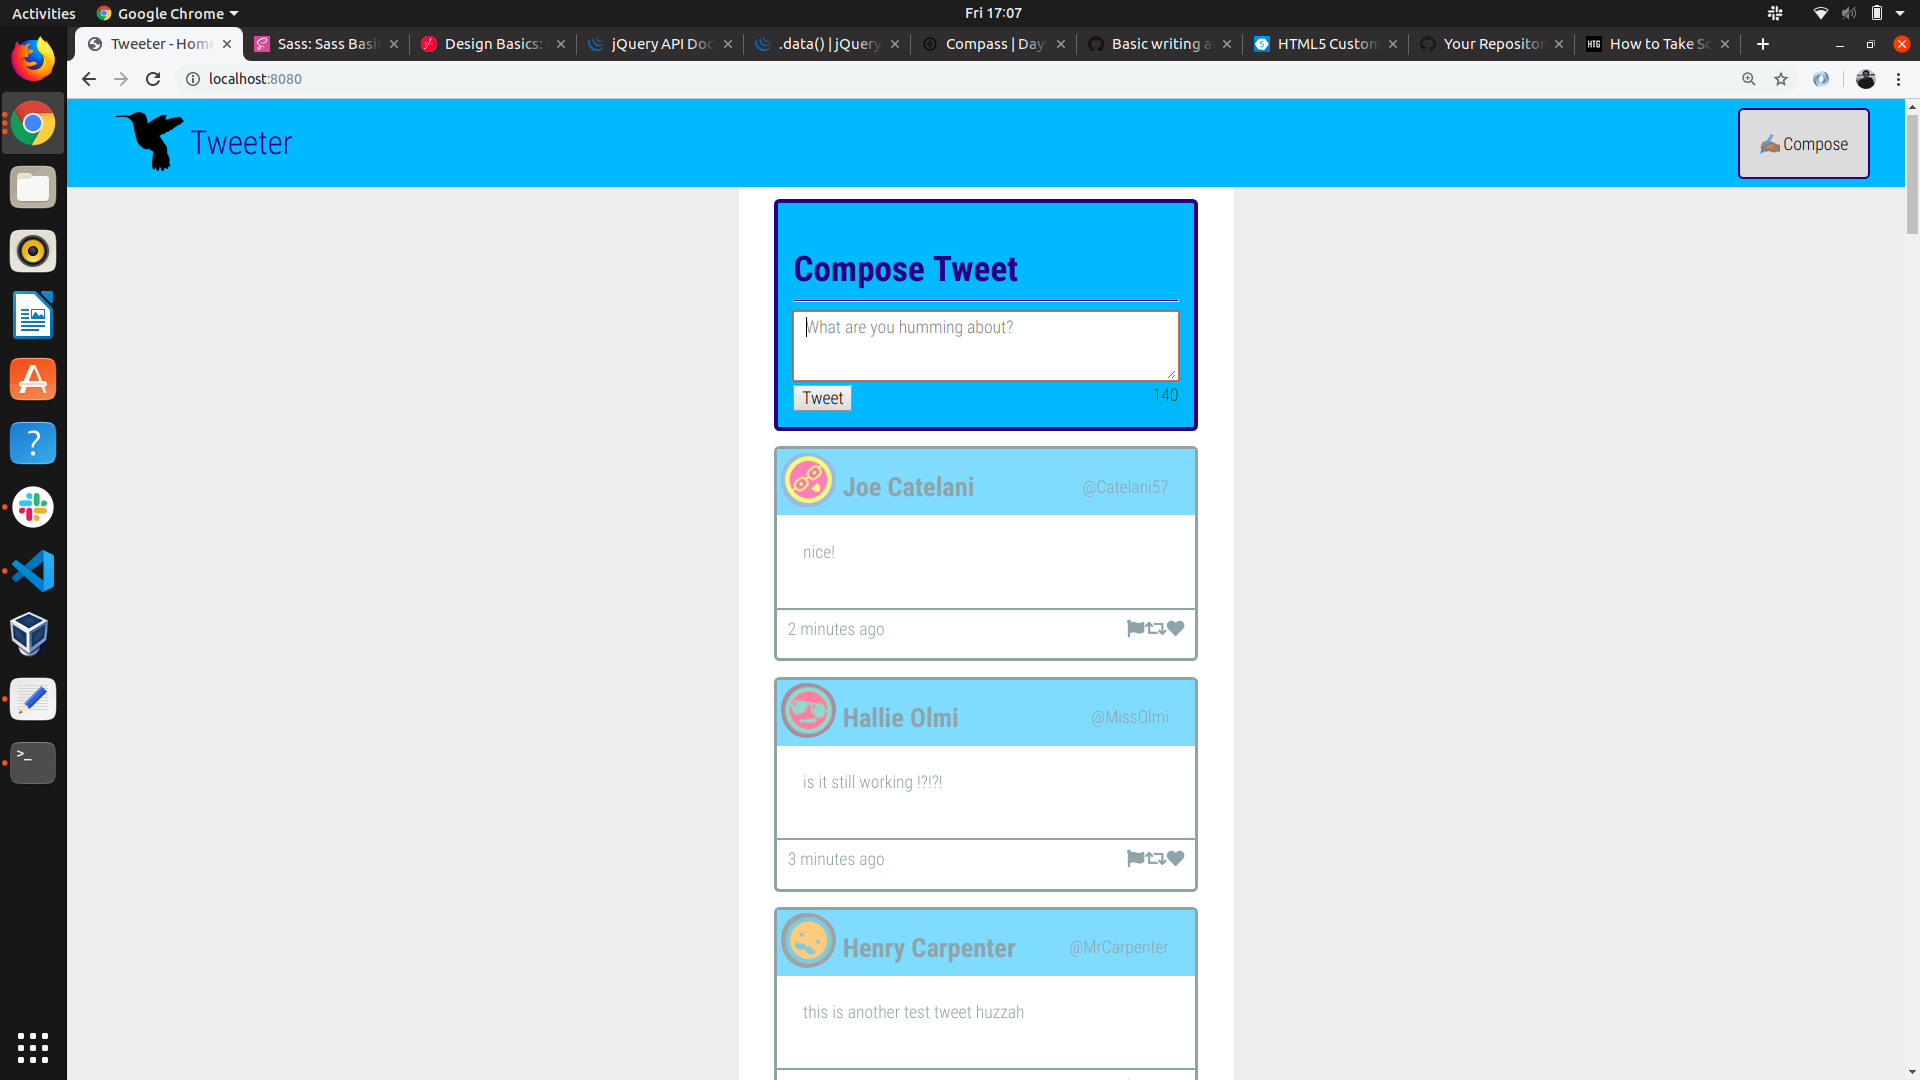 Activities Google Chrome Fri 17:07
Tweeter - Home Sass: Sass Basi Design Basics: jQuery API Doc .data() | jQuery Compass | Day Basic writing a HTML5 Custom Your Repositor How to Take Sc
localhost:8080
Tweeter
✍Compose
Compose Tweet
What are you humming about?
Tweet 140
Joe Catelani @Catelani57
nice!
2 minutes ago
Hallie Olmi @MissOlmi
is it still working !?!?!
3 minutes ago
Henry Carpenter @MrCarpenter
this is another test tweet huzzah